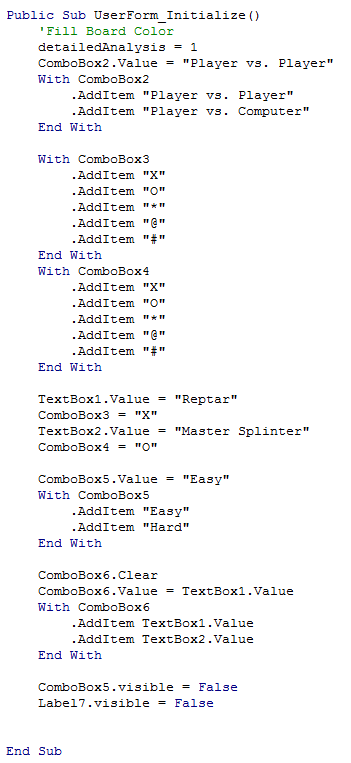 Public Sub UserForm_Initialize()
'Fill Board Color
detailedAnalysis = 1
ComboBox2.Value = "Player vs. Player"
With ComboBox2
.AddItem "Player vs. Player"
.AddItem "Player vs. Computer"
End With
With ComboBox3
.AddItem "X"
.AddItem "O"
.AddItem "*"
.AddItem "@"
.AddItem "#"
End With
With ComboBox4
.AddItem "X"
.AddItem "O"
.AddItem "*"
.AddItem "@"
.AddItem "#"
End With
TextBox1.Value = "Reptar"
ComboBox3 = "X"
TextBox2.Value = "Master Splinter"
ComboBox4 = "O"
ComboBox5.Value = "Easy"
With ComboBox5
.AddItem "Easy"
.AddItem "Hard"
End With
ComboBox6.Clear
ComboBox6.Value = TextBox1.Value
With ComboBox6
.AddItem TextBox1.Value
.AddItem TextBox2.Value
End With
ComboBox5.visible = False
Label7.visible = False
End Sub